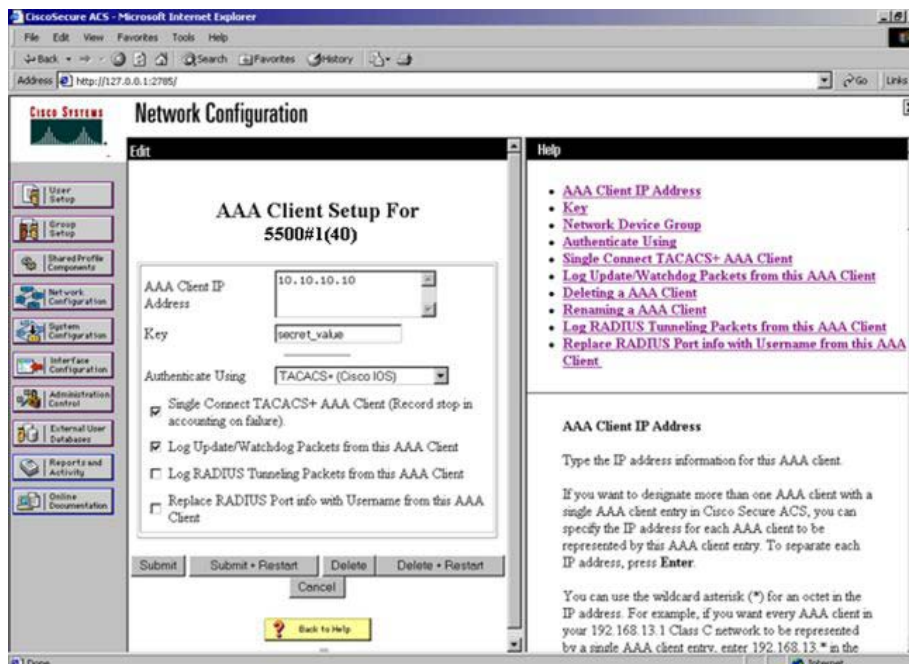 CiscoSecure ACS - Microsoft Internet Explorer
File Edit View Favorites Tools Help
Back Search Favorites History
Address http://127.0.0.1:2785/ Go Links
CISCO SYSTEMS
Network Configuration
User Setup
Group Setup
Shared Profile Components
Network Configuration
System Configuration
Interface Configuration
Administration Control
External User Databases
Reports and Activity
Online Documentation
Edit
AAA Client Setup For
5500#1(40)
AAA Client IP
Address
10.10.10.10
Key
secret_value
Authenticate Using
TACACS+ (Cisco IOS)
Single Connect TACACS+ AAA Client (Record stop in
accounting on failure).
Log Update/Watchdog Packets from this AAA Client
Log RADIUS Tunneling Packets from this AAA Client
Replace RADIUS Port info with Username from this AAA
Client
Submit Submit + Restart Delete Delete + Restart
Cancel
Back to Help
Help
AAA Client IP Address
Key
Network Device Group
Authenticate Using
Single Connect TACACS+ AAA Client
Log Update/Watchdog Packets from this AAA Client
Deleting a AAA Client
Renaming a AAA Client
Log RADIUS Tunneling Packets from this AAA Client
Replace RADIUS Port info with Username from this AAA
Client
AAA Client IP Address
Type the IP address information for this AAA client.
If you want to designate more than one AAA client with a
single AAA client entry in Cisco Secure ACS, you can
specify the IP address for each AAA client to be
represented by this AAA client entry. To separate each
IP address, press Enter.
You can use the wildcard asterisk (*) for an octet in the
IP address. For example, if you want every AAA client in
your 192.168.13.1 Class C network to be represented
by a single AAA client entry, enter 192.168.13.* in the
Done Internet